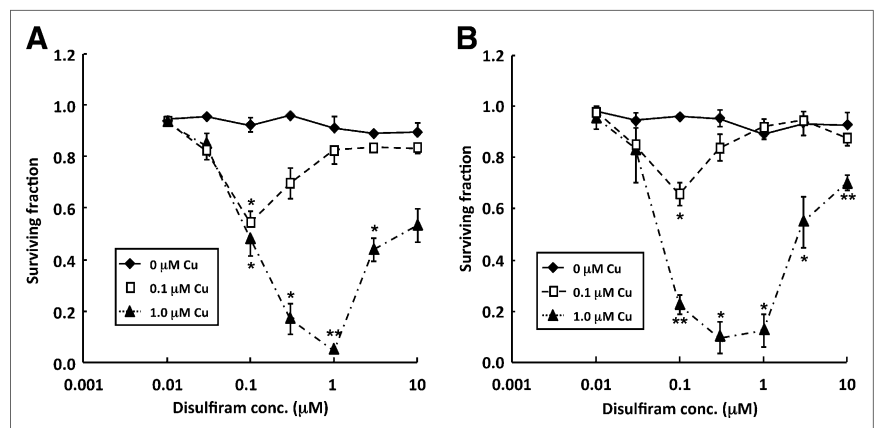 A
1.2
1.0
0.8
0.6
0.4
0.2
0.0
Surviving fraction
0 μM Cu
0.1 μM Cu
1.0 μM Cu
*
*
*
**
*
0.001
0.01
0.1
1
10
Disulfiram conc. (μM)
B
1.2
1.0
0.8
0.6
0.4
0.2
0.0
Surviving fraction
0 μM Cu
0.1 μM Cu
1.0 μM Cu
*
**
*
*
*
**
0.001
0.01
0.1
1
10
Disulfiram conc. (μM)